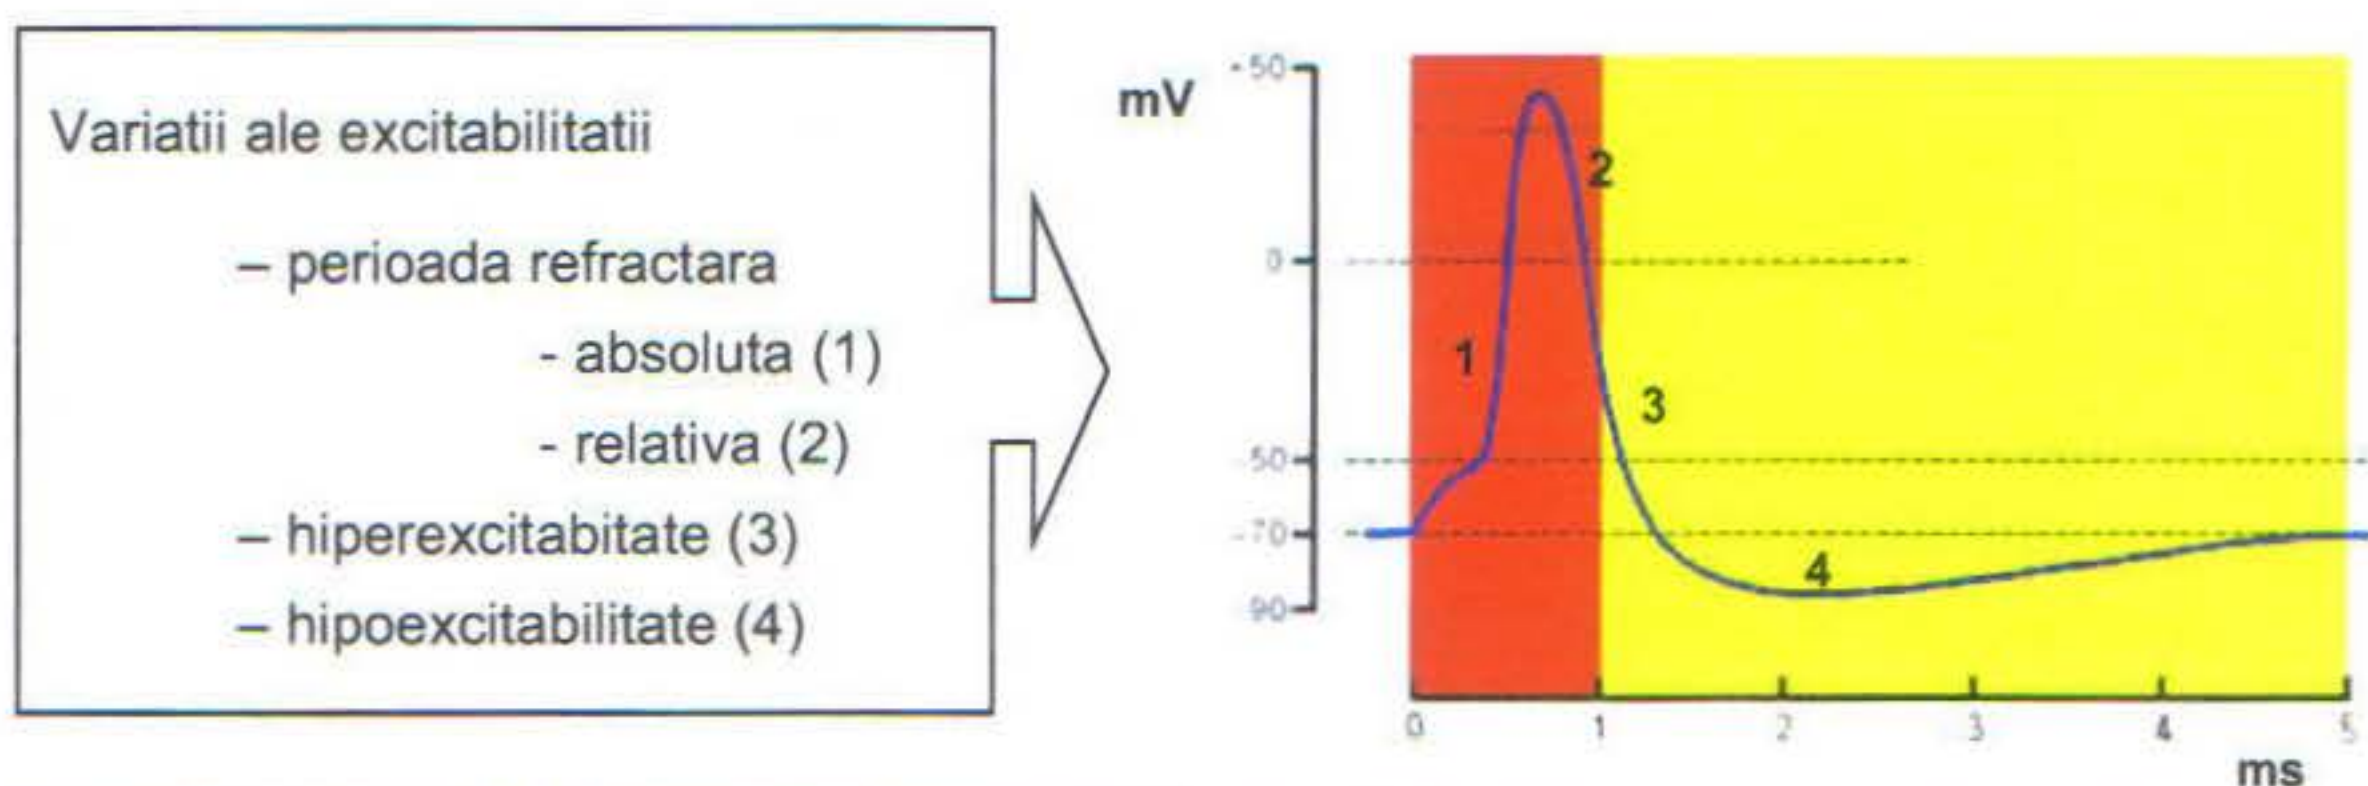 Variatii ale excitabilitatii
– perioada refractara
- absoluta (1)
- relativa (2)
– hiperexcitabitate (3)
– hipoexcitabilitate (4)
mV
-50
0
-50
-70
90
1
2
3
4
0 1 2 3 4 5
ms